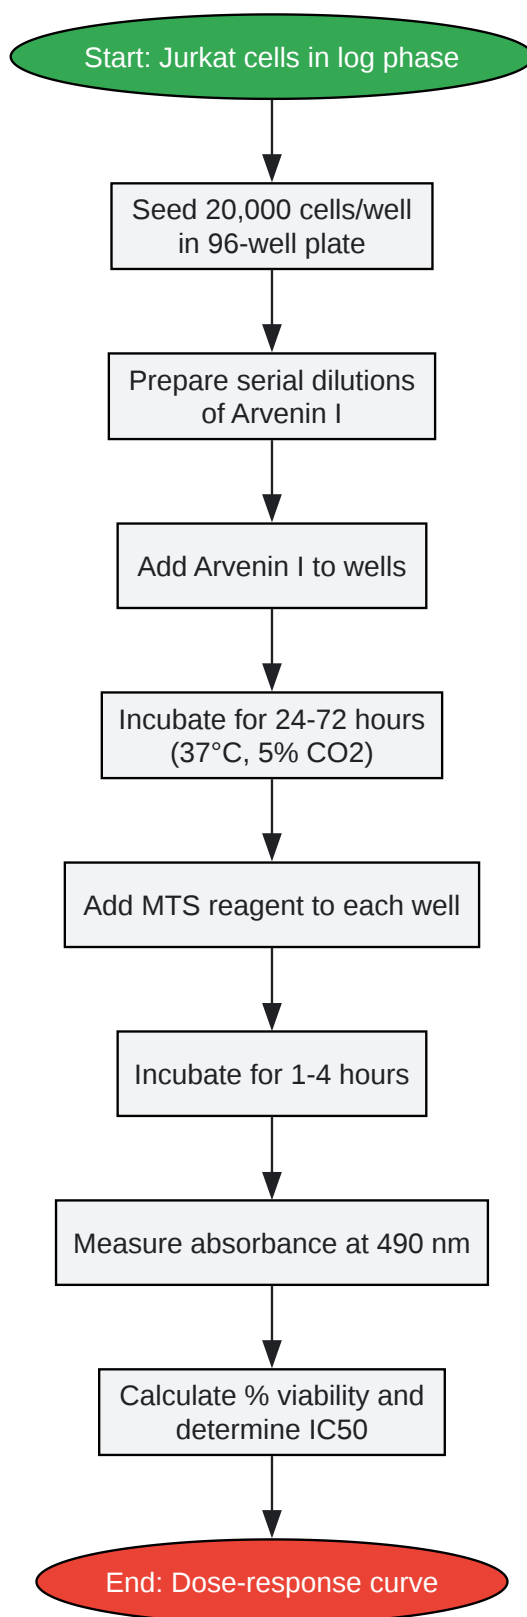 Start: Jurkat cells in log phase
Seed 20,000 cells/well
in 96-well plate
Prepare serial dilutions
of Arvenin I
Add Arvenin I to wells
Incubate for 24-72 hours
(37°C, 5% CO2)
Add MTS reagent to each well
Incubate for 1-4 hours
Measure absorbance at 490 nm
Calculate % viability and
determine IC50
End: Dose-response curve